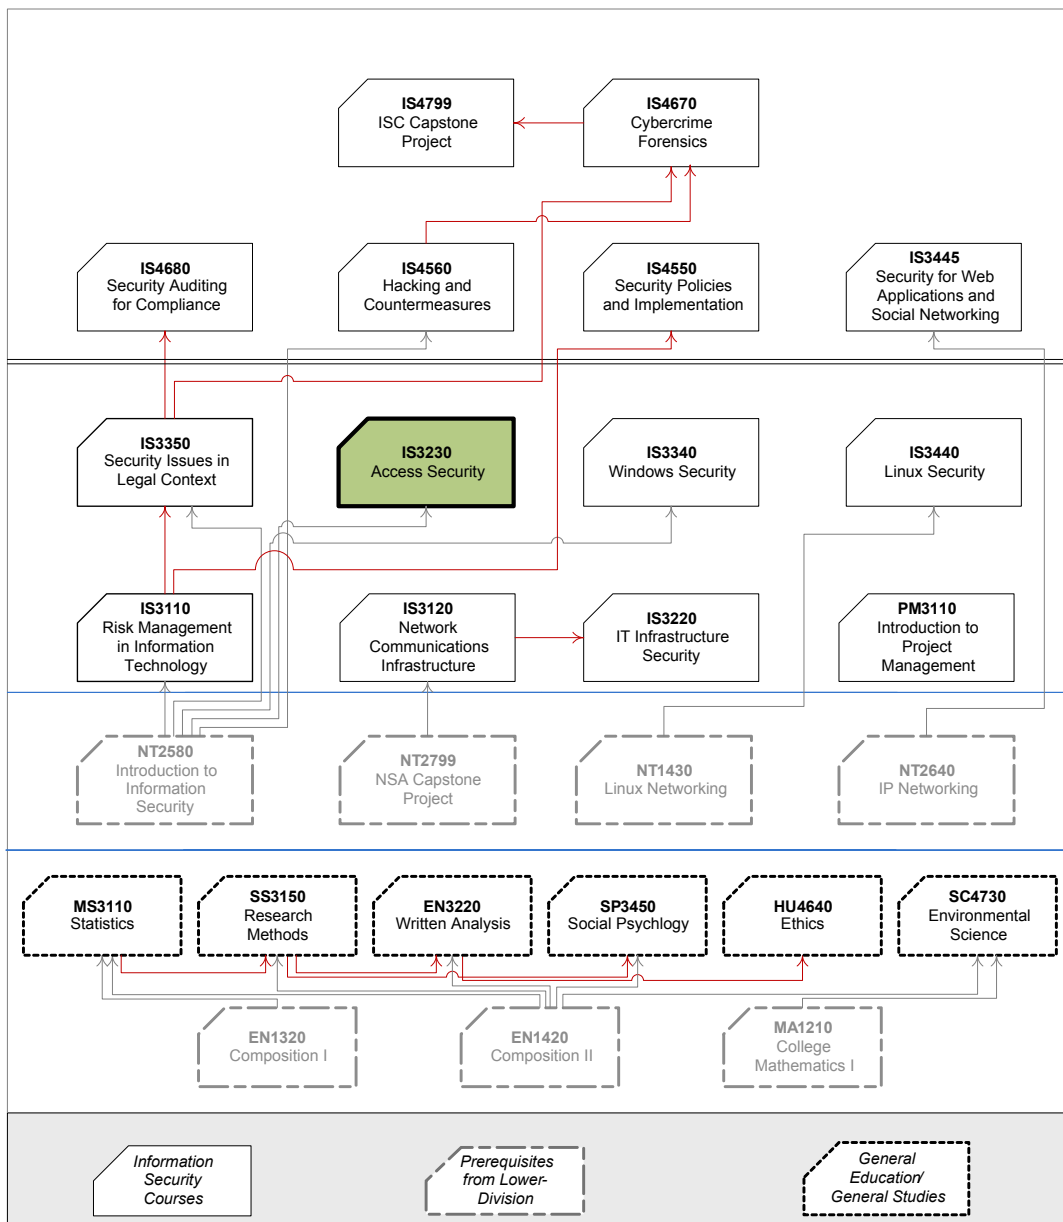 IS4799
ISC Capstone
Project
IS4670
Cybercrime
Forensics
IS4680
Security Auditing
for Compliance
IS4560
Hacking and
Countermeasures
IS4550
Security Policies
and Implementation
IS3445
Security for Web
Applications and
Social Networking
IS3350
Security Issues in
Legal Context
IS3230
Access Security
IS3340
Windows Security
IS3440
Linux Security
IS3110
Risk Management
in Information
Technology
IS3120
Network
Communications
Infrastructure
IS3220
IT Infrastructure
Security
PM3110
Introduction to
Project
Management
NT2580
Introduction to
Information
Security
NT2799
NSA Capstone
Project
NT1430
Linux Networking
NT2640
IP Networking
MS3110
Statistics
SS3150
Research
Methods
EN3220
Written Analysis
SP3450
Social Psychlogy
HU4640
Ethics
SC4730
Environmental
Science
EN1320
Composition I
EN1420
Composition II
MA1210
College
Mathematics I
Information
Security
Courses
Prerequisites
from Lower-
Division
General
Education/
General Studies